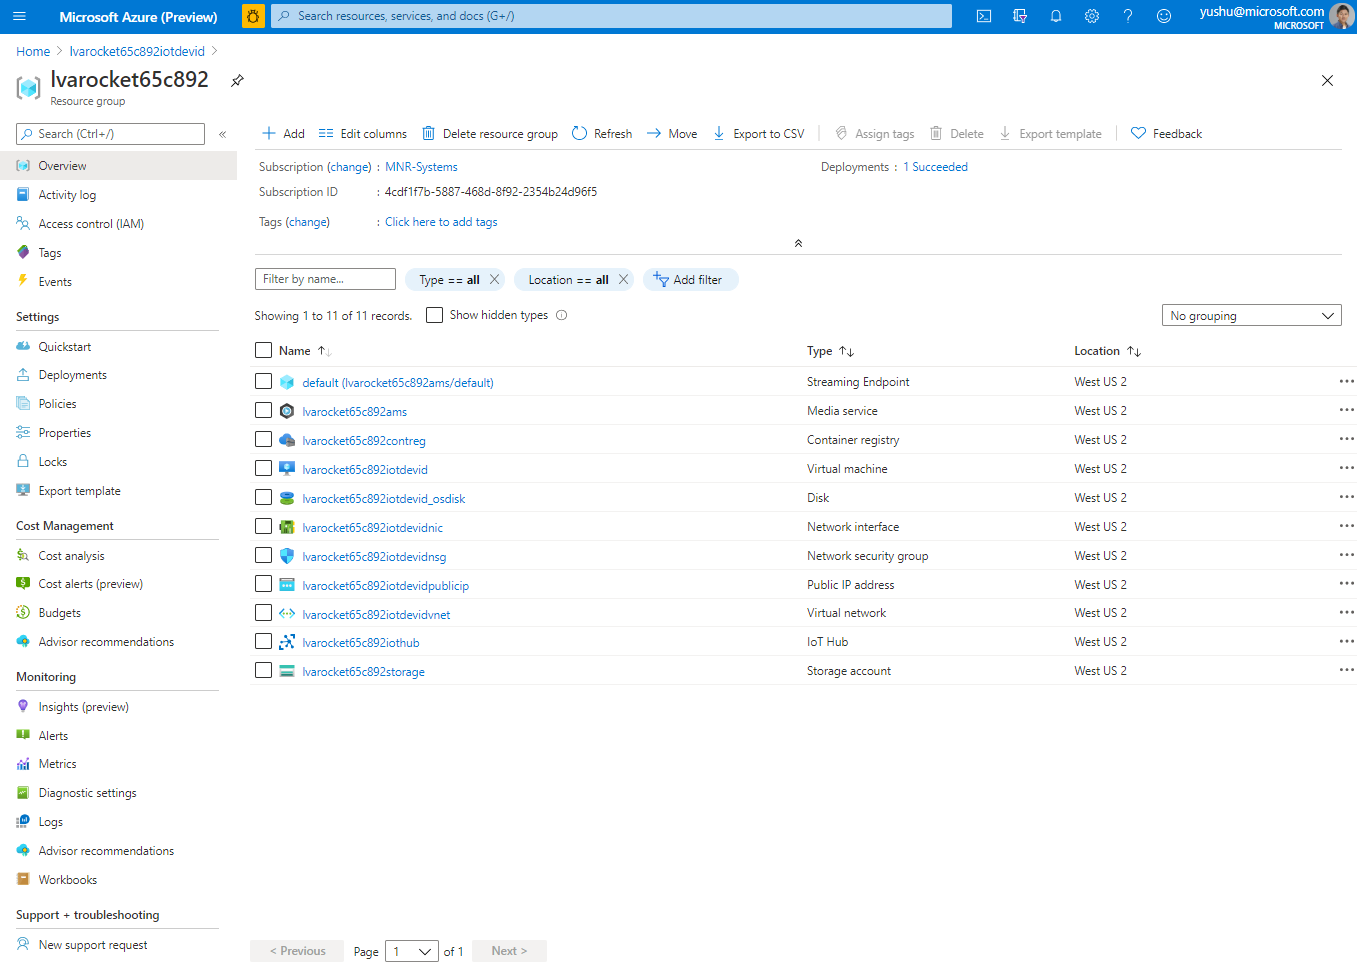 Microsoft Azure (Preview)
Search resources, services, and docs (G+/)
yushu@microsoft.com
MICROSOFT
Home > lvarocket65c892iotdevid >
lvarocket65c892
Resource group
Search (Ctrl+/)
«
Add
Edit columns
Delete resource group
Refresh
Move
Export to CSV
Assign tags
Delete
Export template
Feedback
Overview
Activity log
Access control (IAM)
Tags
Events
Settings
Quickstart
Deployments
Policies
Properties
Locks
Export template
Cost Management
Cost analysis
Cost alerts (preview)
Budgets
Advisor recommendations
Monitoring
Insights (preview)
Alerts
Metrics
Diagnostic settings
Logs
Advisor recommendations
Workbooks
Support + troubleshooting
New support request
Subscription (change) : MNR-Systems
Deployments : 1 Succeeded
Subscription ID : 4cdf1f7b-5887-468d-8f92-2354b24d96f5
Tags (change) : Click here to add tags
Filter by name...
Type == all
Location == all
Add filter
Showing 1 to 11 of 11 records.
Show hidden types
No grouping
Name Type Location
default (lvarocket65c892ams/default) Streaming Endpoint West US 2
lvarocket65c892ams Media service West US 2
lvarocket65c892contreg Container registry West US 2
lvarocket65c892iotdevid Virtual machine West US 2
lvarocket65c892iotdevid_osdisk Disk West US 2
lvarocket65c892iotdevidnic Network interface West US 2
lvarocket65c892iotdevidnsg Network security group West US 2
lvarocket65c892iotdevidpublicip Public IP address West US 2
lvarocket65c892iotdevidvnet Virtual network West US 2
lvarocket65c892iothub IoT Hub West US 2
lvarocket65c892storage Storage account West US 2
< Previous Page 1 of 1 Next >